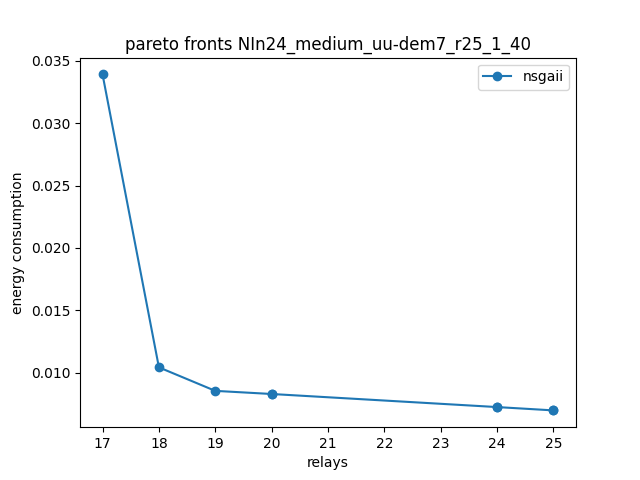 pareto fronts NIn24_medium_uu-dem7_r25_1_40
nsgaii
0.035
0.030
0.025
0.020
0.015
0.010
energy consumption
17 18 19 20 21 22 23 24 25
relays